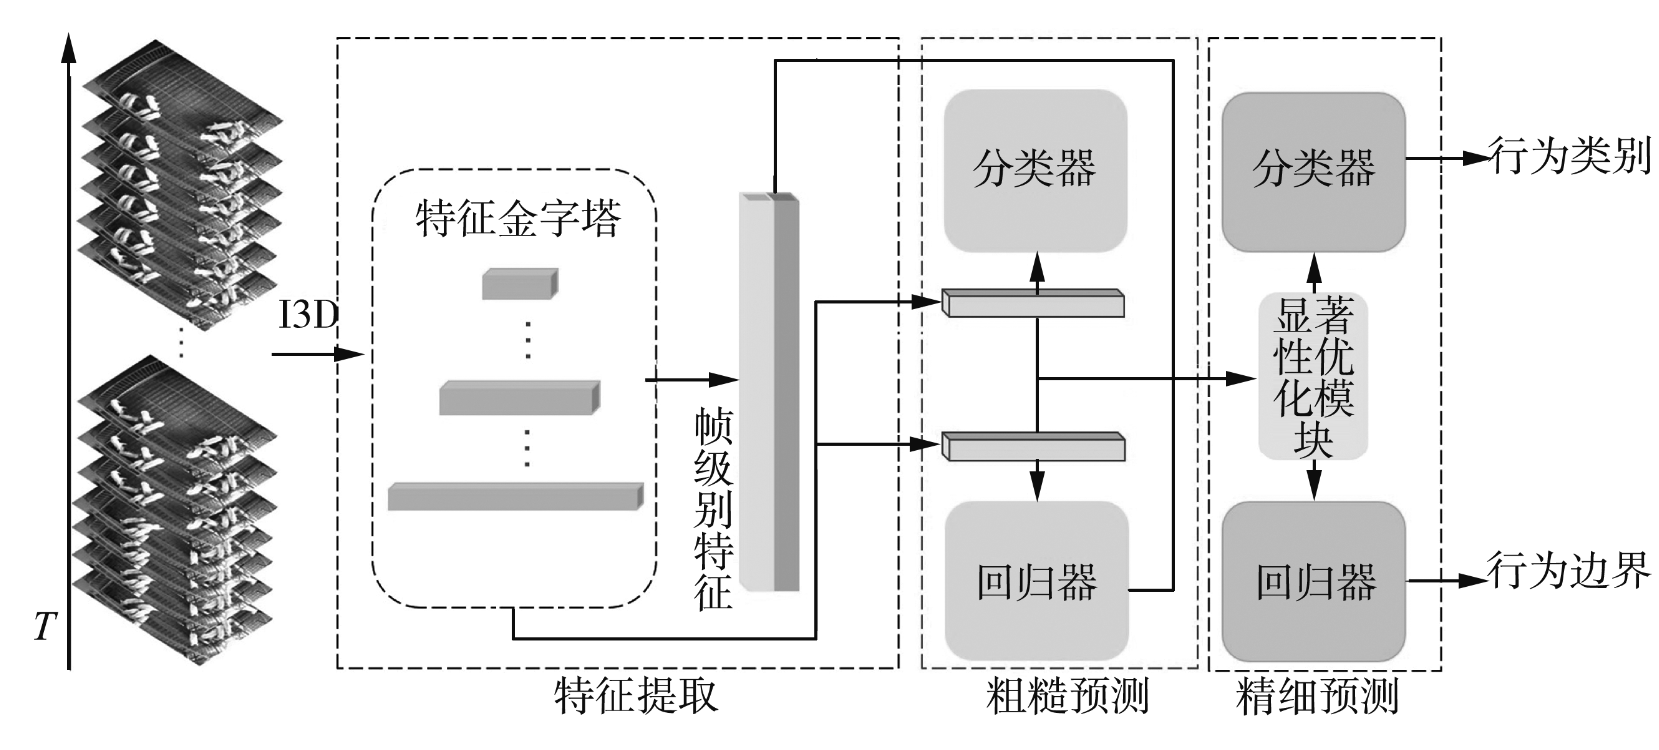 T
I3D
特征金字塔
帧级别特征
特征提取
分类器
回归器
粗糙预测
分类器
显著
性优
化模
块
回归器
精细预测
行为类别
行为边界